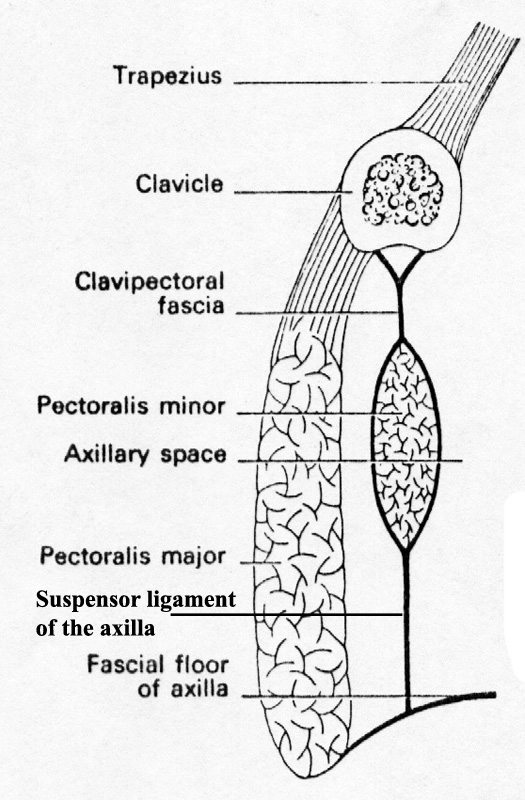 Trapezius
Clavicle
Clavipectoral
fascia
Pectoralis minor
Axillary space
Pectoralis major
Suspensor ligament
of the axilla
Fascial floor
of axilla